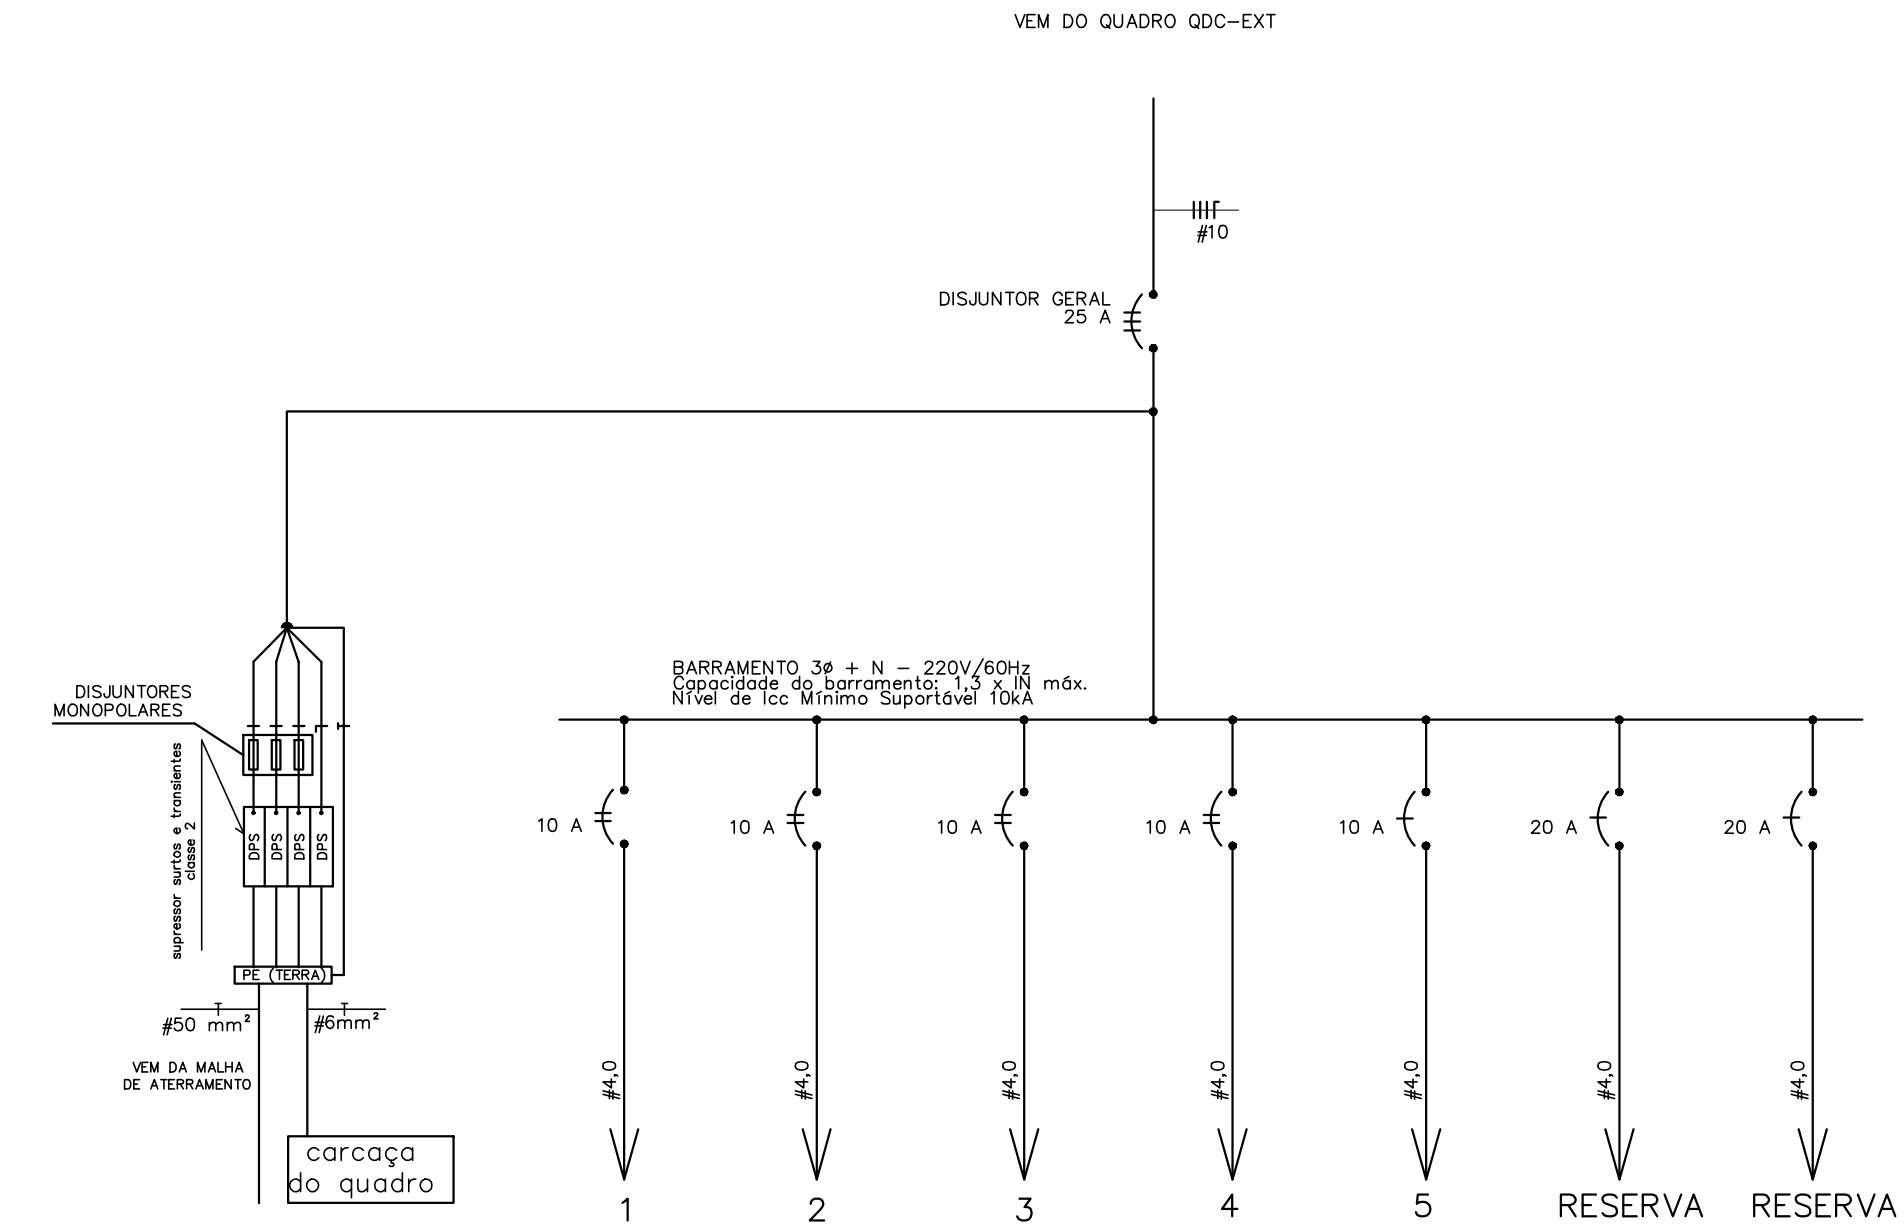 VEM DO QUADRO QDC-EXT
#10
DISJUNTOR GERAL
25 A
BARRAMENTO 3ø + N - 220V/60Hz
Capacidade do barramento: 1,3 x IN máx.
Nível de Icc Mínimo Suportável 10kA
DISJUNTORES
MONOPOLARES
supressor surtos e transientes
classe 2
DPS
DPS
DPS
DPS
PE (TERRA)
#50 mm²
#6mm²
VEM DA MALHA
DE ATERRAMENTO
carcaça
do quadro
10 A
10 A
10 A
10 A
10 A
20 A
20 A
#4,0
#4,0
#4,0
#4,0
#4,0
#4,0
#4,0
1
2
3
4
5
RESERVA
RESERVA